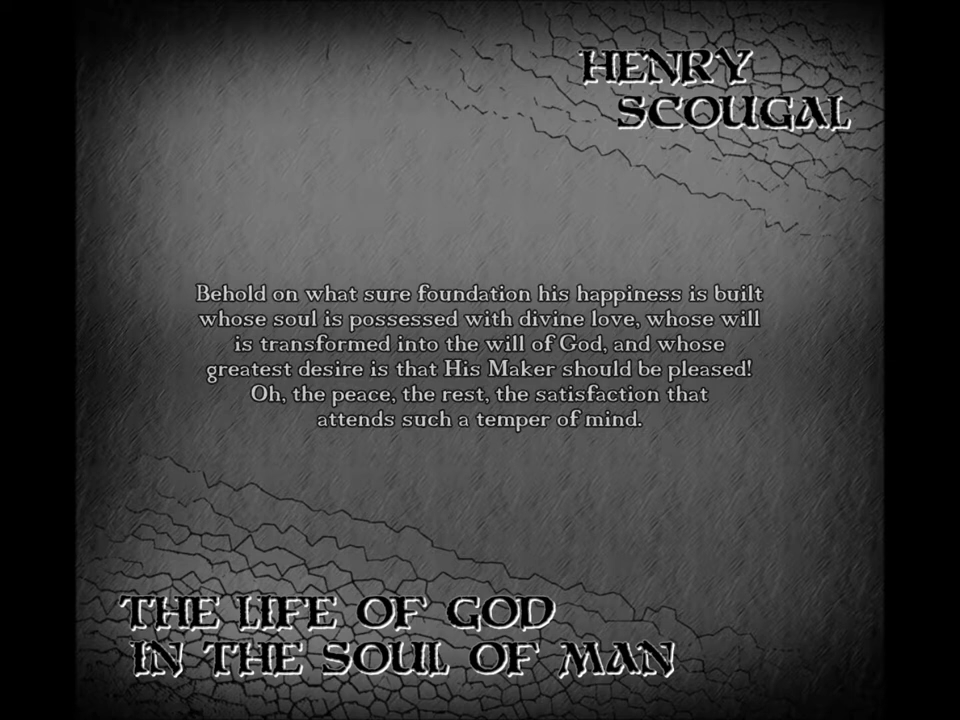 HENRY
SCOUGAL
Behold on what sure foundation his happiness is built
whose soul is possessed with divine love, whose will
is transformed into the will of God, and whose
greatest desire is that His Maker should be pleased!
Oh, the peace, the rest, the satisfaction that
attends such a temper of mind.
THE LIFE OF GOD
IN THE SOUL OF MAN